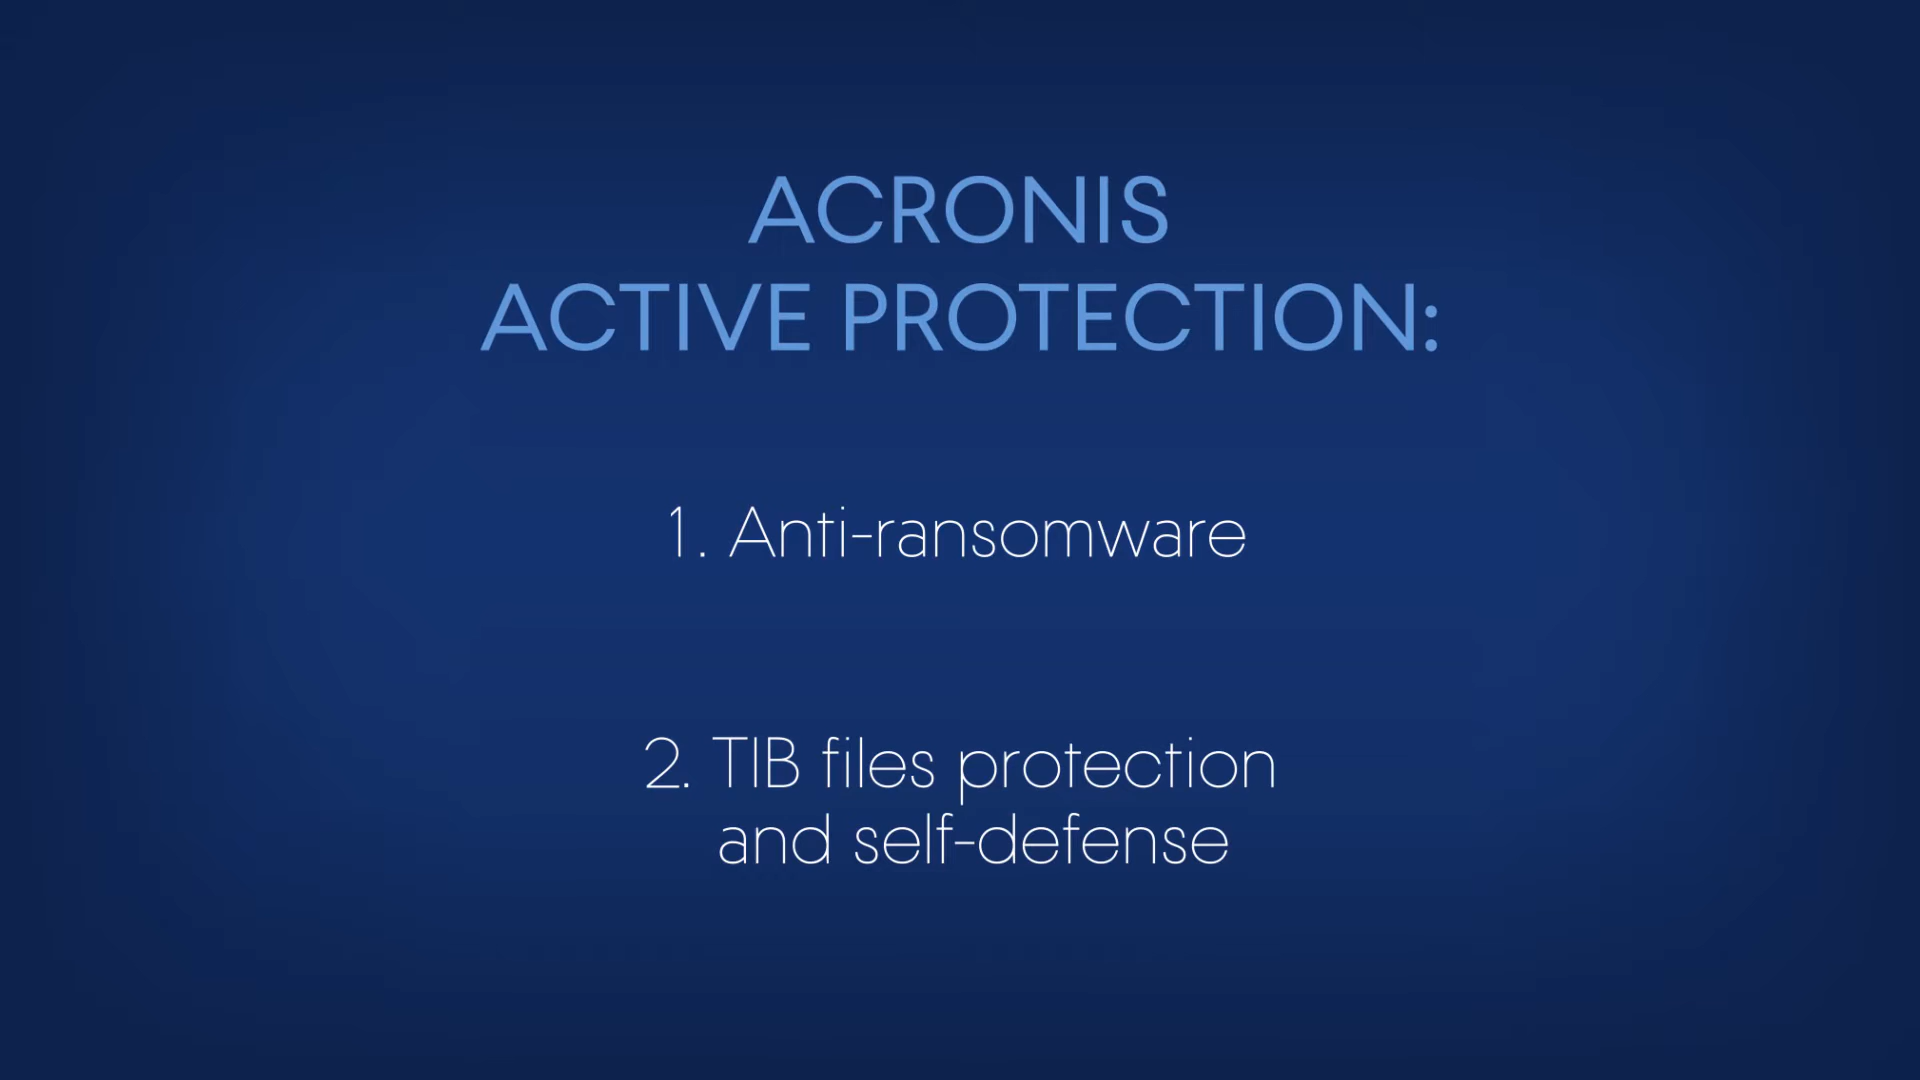 ACRONIS
ACTIVE PROTECTION:
1. Anti-ransomware
2. TIB files protection
and self-defense